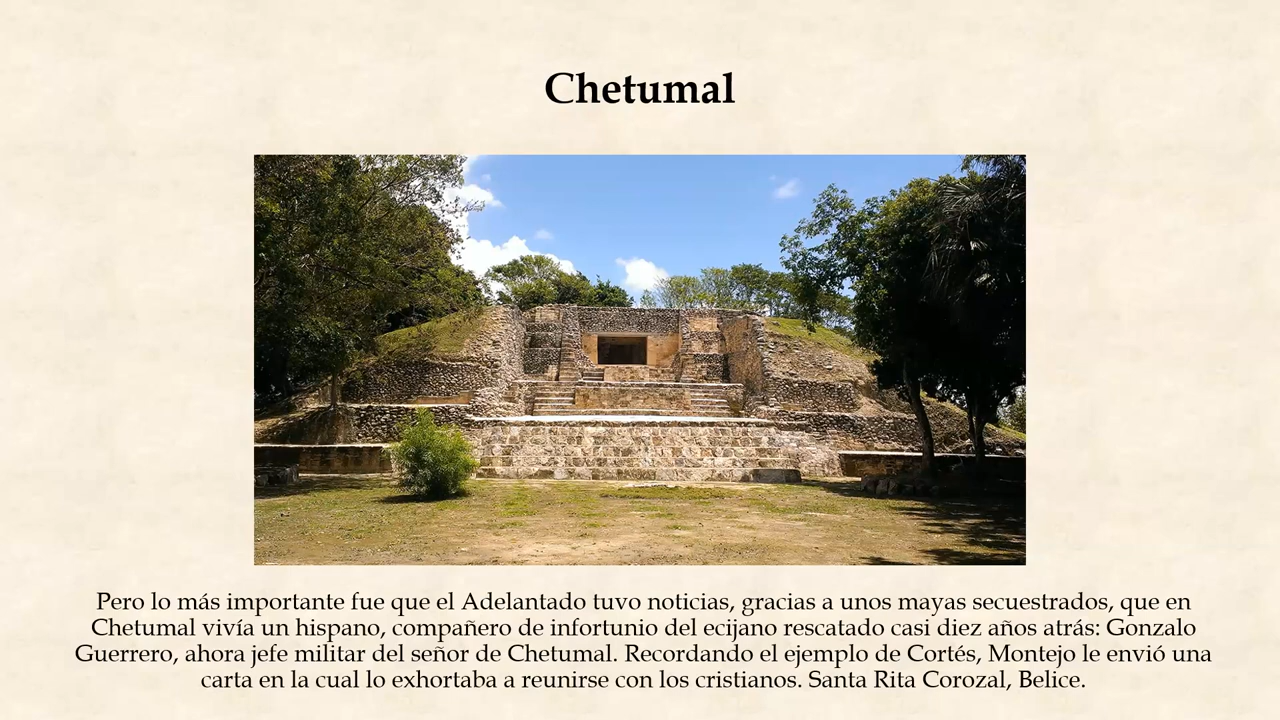 Chetumal
Pero lo más importante fue que el Adelantado tuvo noticias, gracias a unos mayas secuestrados, que en
Chetumal vivía un hispano, compañero de infortunio del ecijano rescatado casi diez años atrás: Gonzalo
Guerrero, ahora jefe militar del señor de Chetumal. Recordando el ejemplo de Cortés, Montejo le envió una
carta en la cual lo exhortaba a reunirse con los cristianos. Santa Rita Corozal, Belice.